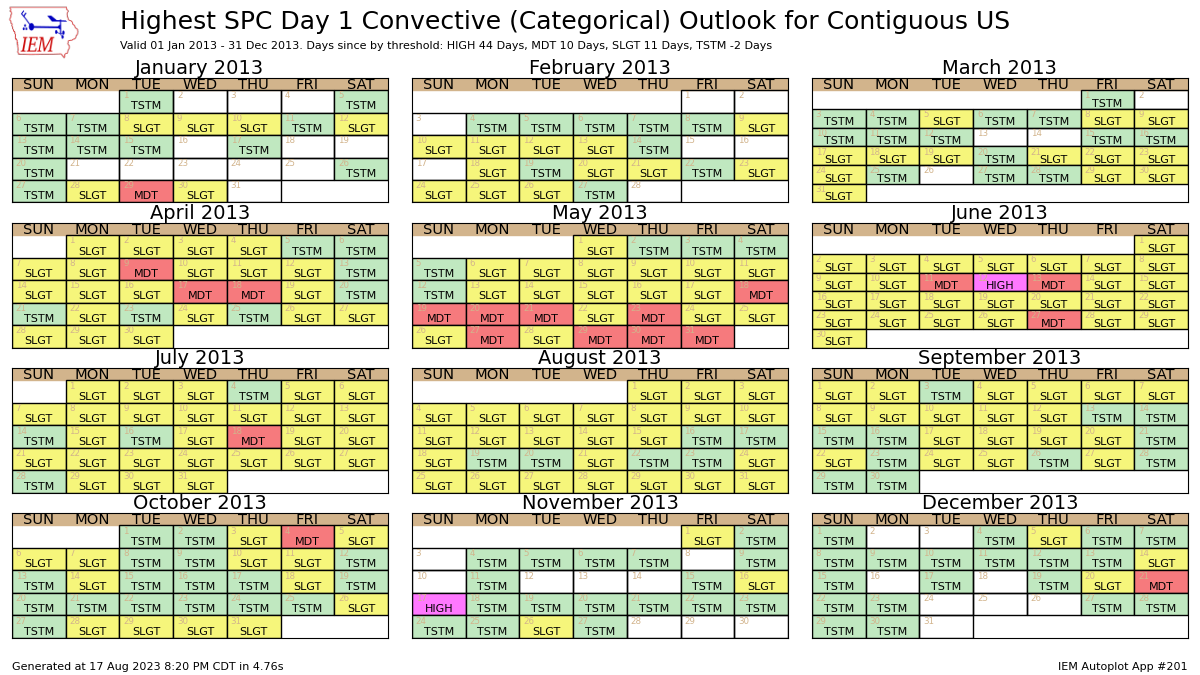 IEM
Highest SPC Day 1 Convective (Categorical) Outlook for Contiguous US
Valid 01 Jan 2013 - 31 Dec 2013. Days since by threshold: HIGH 44 Days, MDT 10 Days, SLGT 11 Days, TSTM -2 Days
January 2013
SUN MON TUE WED THU FRI SAT
TSTM 2 3 4 TSTM
TSTM TSTM SLGT SLGT SLGT TSTM SLGT
TSTM TSTM TSTM 16 TSTM 18 19
TSTM 21 22 23 24 25 TSTM
TSTM SLGT MDT SLGT 31
February 2013
SUN MON TUE WED THU FRI SAT
1 2
3 TSTM TSTM TSTM TSTM TSTM SLGT
SLGT SLGT SLGT SLGT TSTM 15 16
17 SLGT TSTM SLGT SLGT TSTM SLGT
SLGT SLGT SLGT TSTM 28
March 2013
SUN MON TUE WED THU FRI SAT
TSTM 2
TSTM TSTM SLGT TSTM TSTM SLGT SLGT
TSTM TSTM TSTM 13 14 TSTM TSTM
SLGT SLGT SLGT TSTM SLGT SLGT SLGT
SLGT TSTM 26 TSTM TSTM SLGT SLGT
SLGT
April 2013
SUN MON TUE WED THU FRI SAT
SLGT SLGT SLGT SLGT TSTM TSTM
SLGT SLGT MDT SLGT SLGT SLGT TSTM
SLGT SLGT SLGT MDT MDT SLGT TSTM
TSTM SLGT TSTM SLGT TSTM SLGT SLGT
SLGT SLGT SLGT
May 2013
SUN MON TUE WED THU FRI SAT
SLGT TSTM TSTM TSTM
TSTM SLGT SLGT SLGT SLGT SLGT SLGT
TSTM SLGT SLGT SLGT SLGT SLGT MDT
MDT MDT MDT SLGT MDT SLGT SLGT
SLGT MDT SLGT MDT MDT MDT
June 2013
SUN MON TUE WED THU FRI SAT
SLGT
SLGT SLGT SLGT SLGT SLGT SLGT SLGT
SLGT SLGT MDT HIGH MDT SLGT SLGT
SLGT SLGT SLGT SLGT SLGT SLGT SLGT
SLGT SLGT SLGT SLGT MDT SLGT SLGT
SLGT
July 2013
SUN MON TUE WED THU FRI SAT
SLGT SLGT SLGT TSTM SLGT SLGT
SLGT SLGT SLGT SLGT SLGT SLGT SLGT
TSTM SLGT TSTM SLGT MDT SLGT SLGT
SLGT SLGT SLGT SLGT SLGT SLGT SLGT
TSTM SLGT SLGT SLGT
August 2013
SUN MON TUE WED THU FRI SAT
SLGT SLGT SLGT
SLGT SLGT SLGT SLGT SLGT SLGT SLGT
SLGT SLGT SLGT SLGT SLGT TSTM TSTM
SLGT TSTM TSTM SLGT TSTM TSTM SLGT
SLGT SLGT SLGT SLGT SLGT SLGT SLGT
September 2013
SUN MON TUE WED THU FRI SAT
SLGT SLGT TSTM SLGT SLGT SLGT SLGT
SLGT SLGT SLGT SLGT SLGT TSTM TSTM
TSTM TSTM SLGT SLGT SLGT SLGT TSTM
SLGT TSTM SLGT SLGT TSTM SLGT TSTM
TSTM TSTM
October 2013
SUN MON TUE WED THU FRI SAT
TSTM TSTM SLGT MDT SLGT
SLGT SLGT TSTM TSTM SLGT SLGT TSTM
TSTM SLGT TSTM TSTM TSTM SLGT TSTM
TSTM TSTM TSTM TSTM TSTM TSTM SLGT
TSTM SLGT SLGT SLGT SLGT
November 2013
SUN MON TUE WED THU FRI SAT
SLGT TSTM
3 TSTM TSTM TSTM TSTM 8 TSTM
10 TSTM 12 13 14 TSTM SLGT
HIGH TSTM TSTM TSTM TSTM TSTM TSTM
TSTM TSTM SLGT TSTM 28 29 30
December 2013
SUN MON TUE WED THU FRI SAT
TSTM 2 3 TSTM SLGT TSTM TSTM
TSTM TSTM TSTM TSTM TSTM TSTM SLGT
TSTM 16 TSTM 18 TSTM SLGT MDT
TSTM TSTM 24 25 26 TSTM TSTM
TSTM TSTM 31
Generated at 17 Aug 2023 8:20 PM CDT in 4.76s
IEM Autoplot App #201